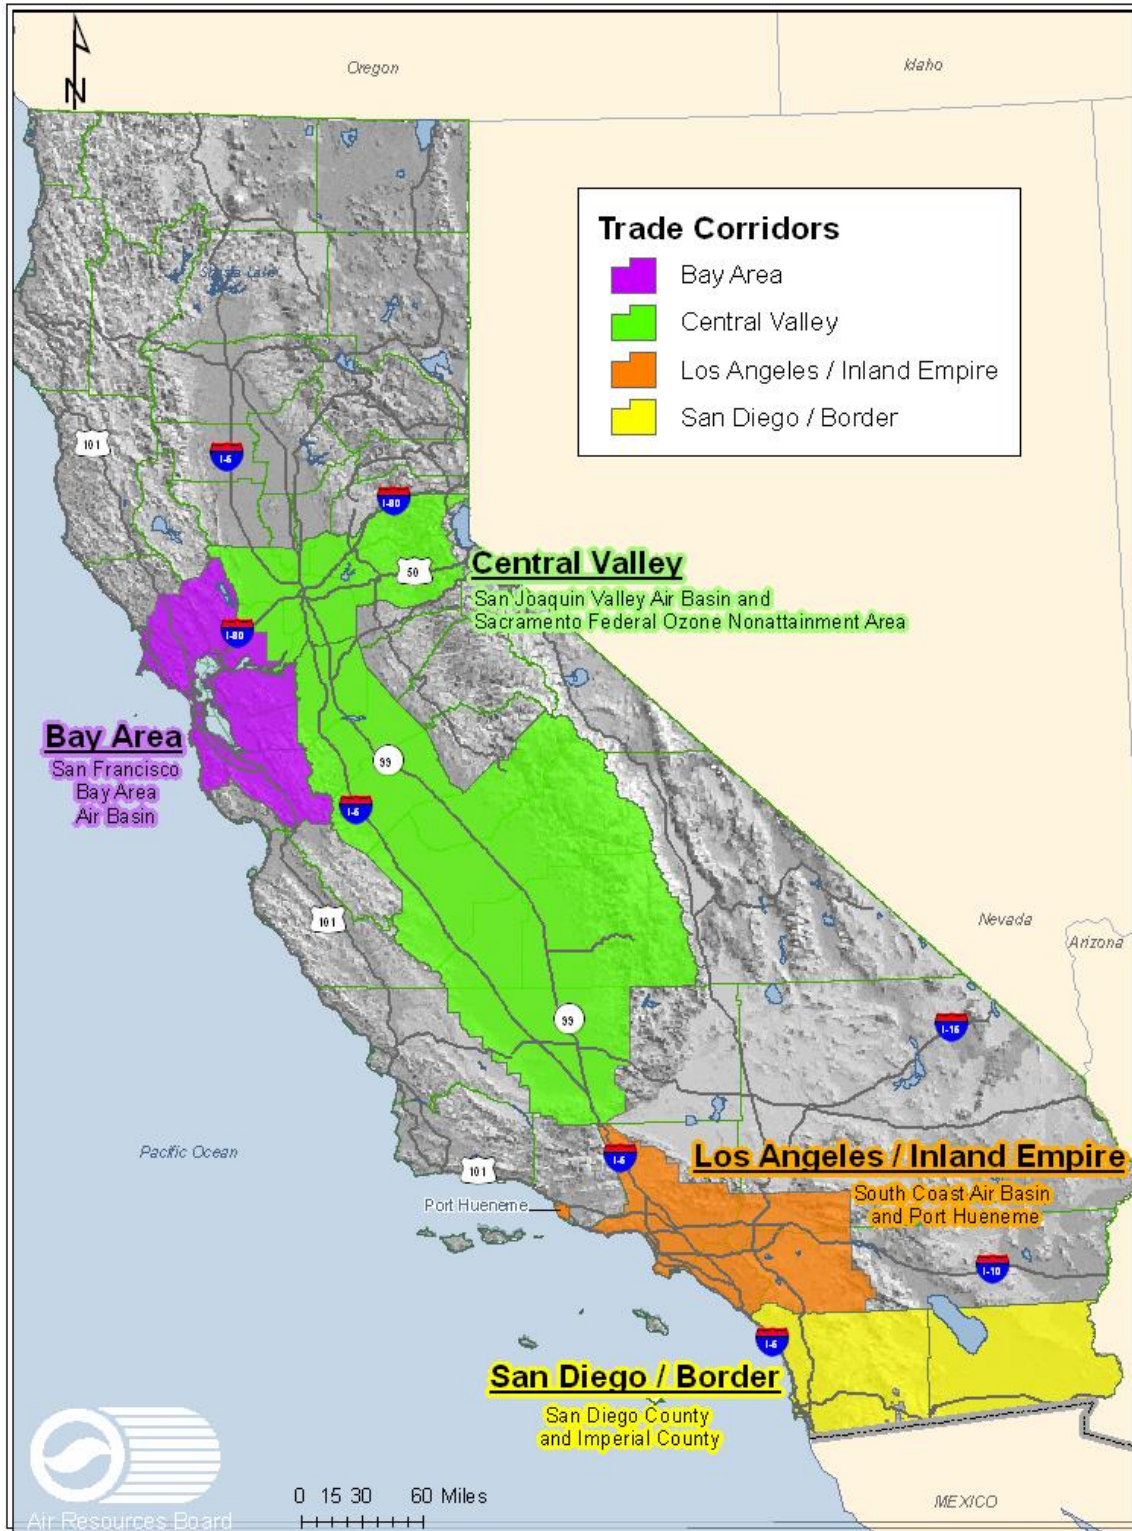 N
Oregon
Idaho
Trade Corridors
Bay Area
Central Valley
Los Angeles / Inland Empire
San Diego / Border
Shasta Lake
101
I-5
I-80
50
Central Valley
San Joaquin Valley Air Basin and
Sacramento Federal Ozone Nonattainment Area
I-80
Bay Area
San Francisco
Bay Area
Air Basin
99
I-5
101
Nevada
Arizona
99
I-15
Pacific Ocean
101
I-5
Los Angeles / Inland Empire
South Coast Air Basin
and Port Hueneme
Port Hueneme
I-10
I-5
San Diego / Border
San Diego County
and Imperial County
0 15 30 60 Miles
MEXICO
Air Resources Board